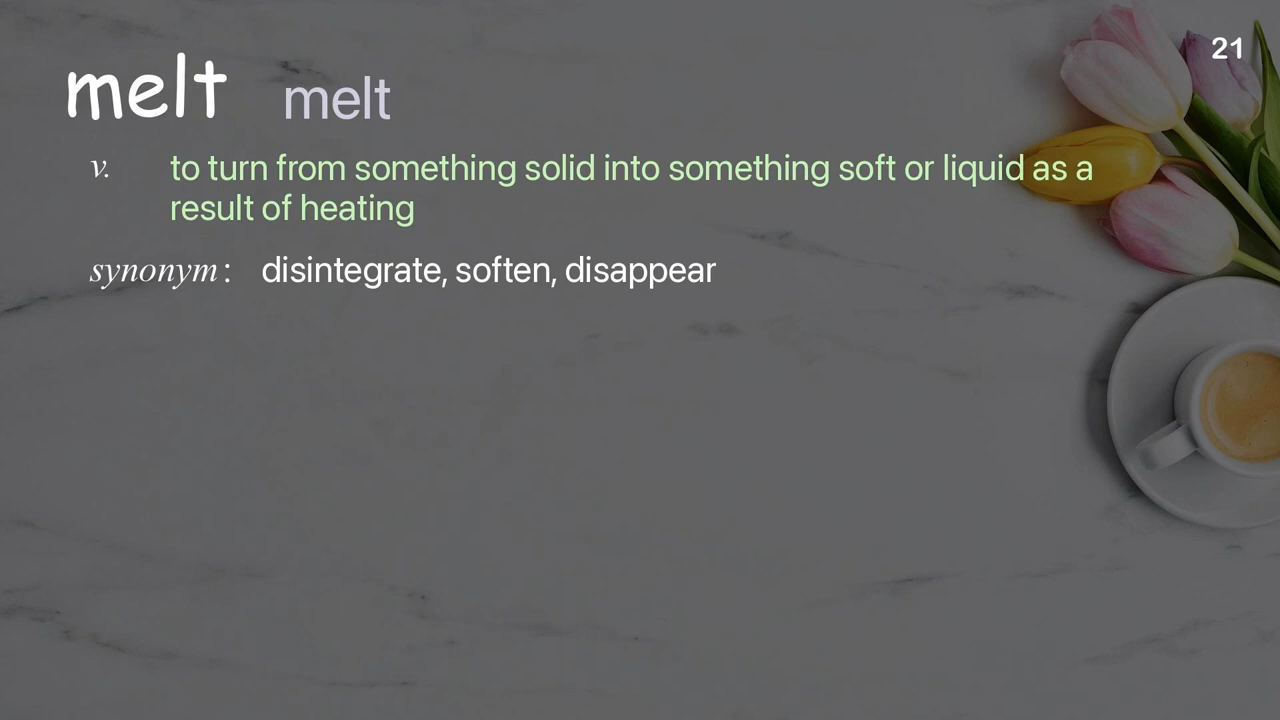 21
melt melt
v. to turn from something solid into something soft or liquid as a
result of heating
synonym : disintegrate, soften, disappear